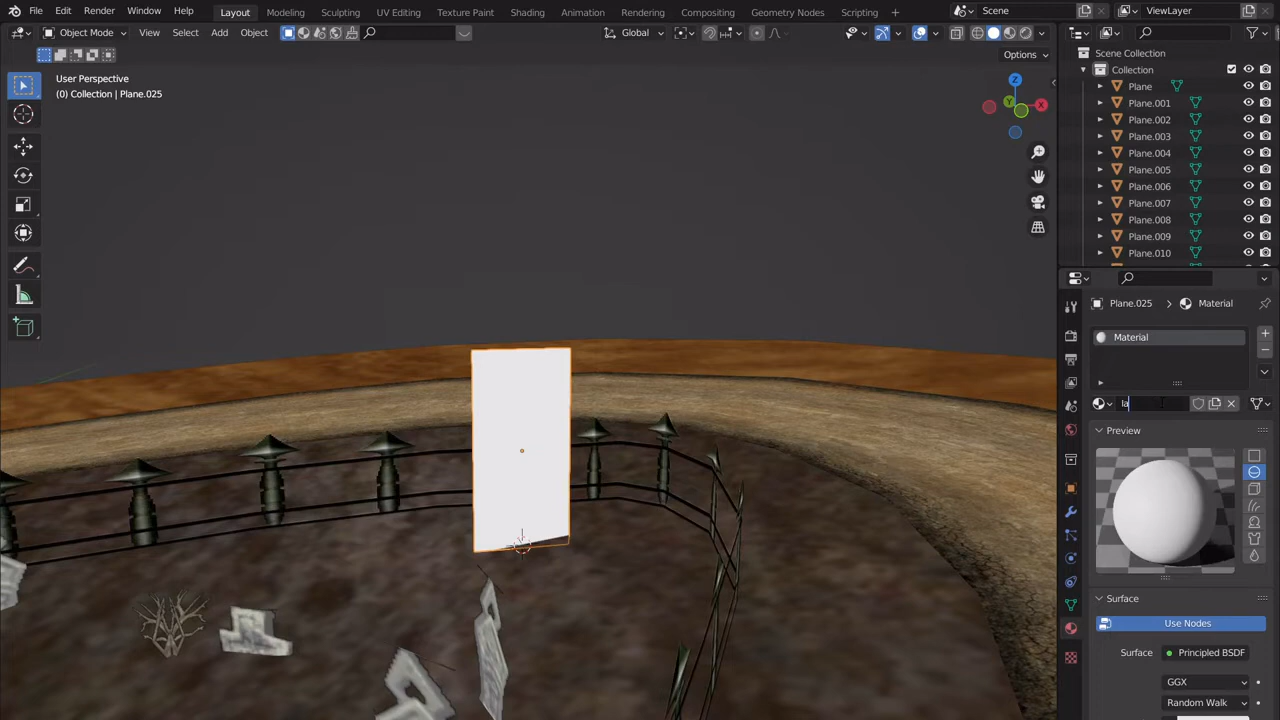 File Edit Render Window Help Layout Modeling Sculpting UV Editing Texture Paint Shading Animation Rendering Compositing Geometry Nodes Scripting + Scene ViewLayer
Object Mode View Select Add Object Global
Options
User Perspective
(0) Collection | Plane.025
Z
Y
X
Scene Collection
Collection
Plane
Plane.001
Plane.002
Plane.003
Plane.004
Plane.005
Plane.006
Plane.007
Plane.008
Plane.009
Plane.010
Plane.025 > Material
Material
la
Preview
Surface
Use Nodes
Surface Principled BSDF
GGX
Random Walk